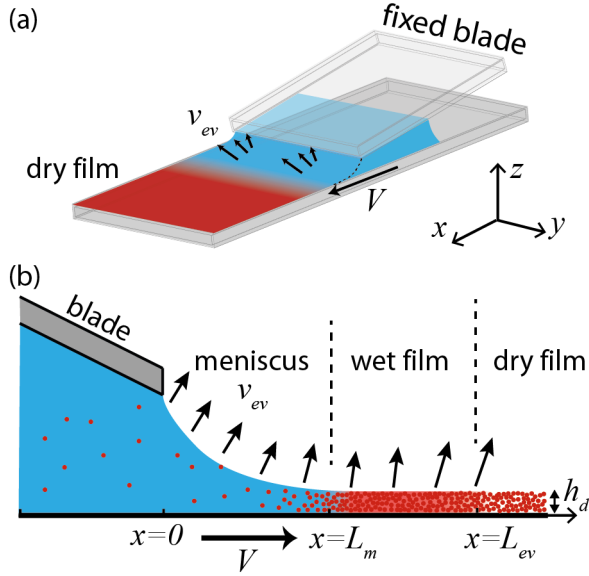 (a)
fixed blade
v_ev
dry film
V
z
x
y
(b)
blade
meniscus
wet film
dry film
v_ev
h_d
x=0
x=L_m
x=L_ev
V